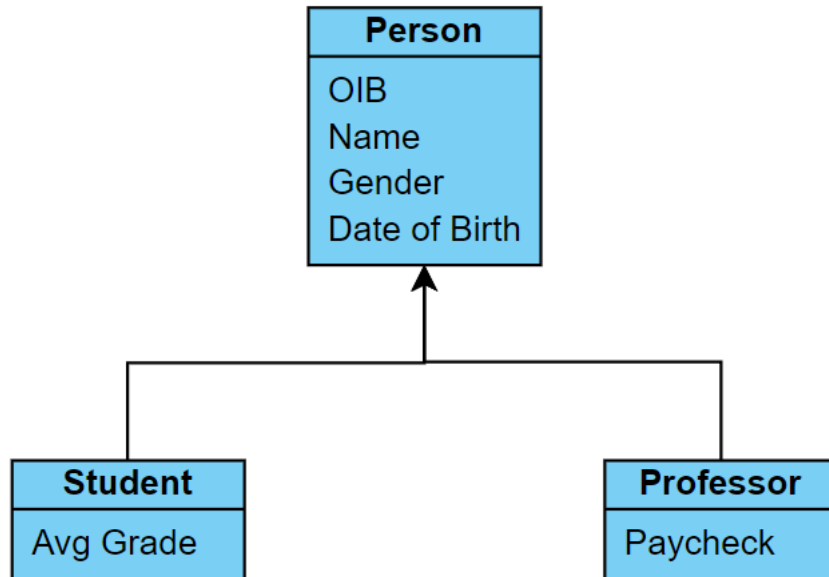 Person
OIB
Name
Gender
Date of Birth
Student
Avg Grade
Professor
Paycheck